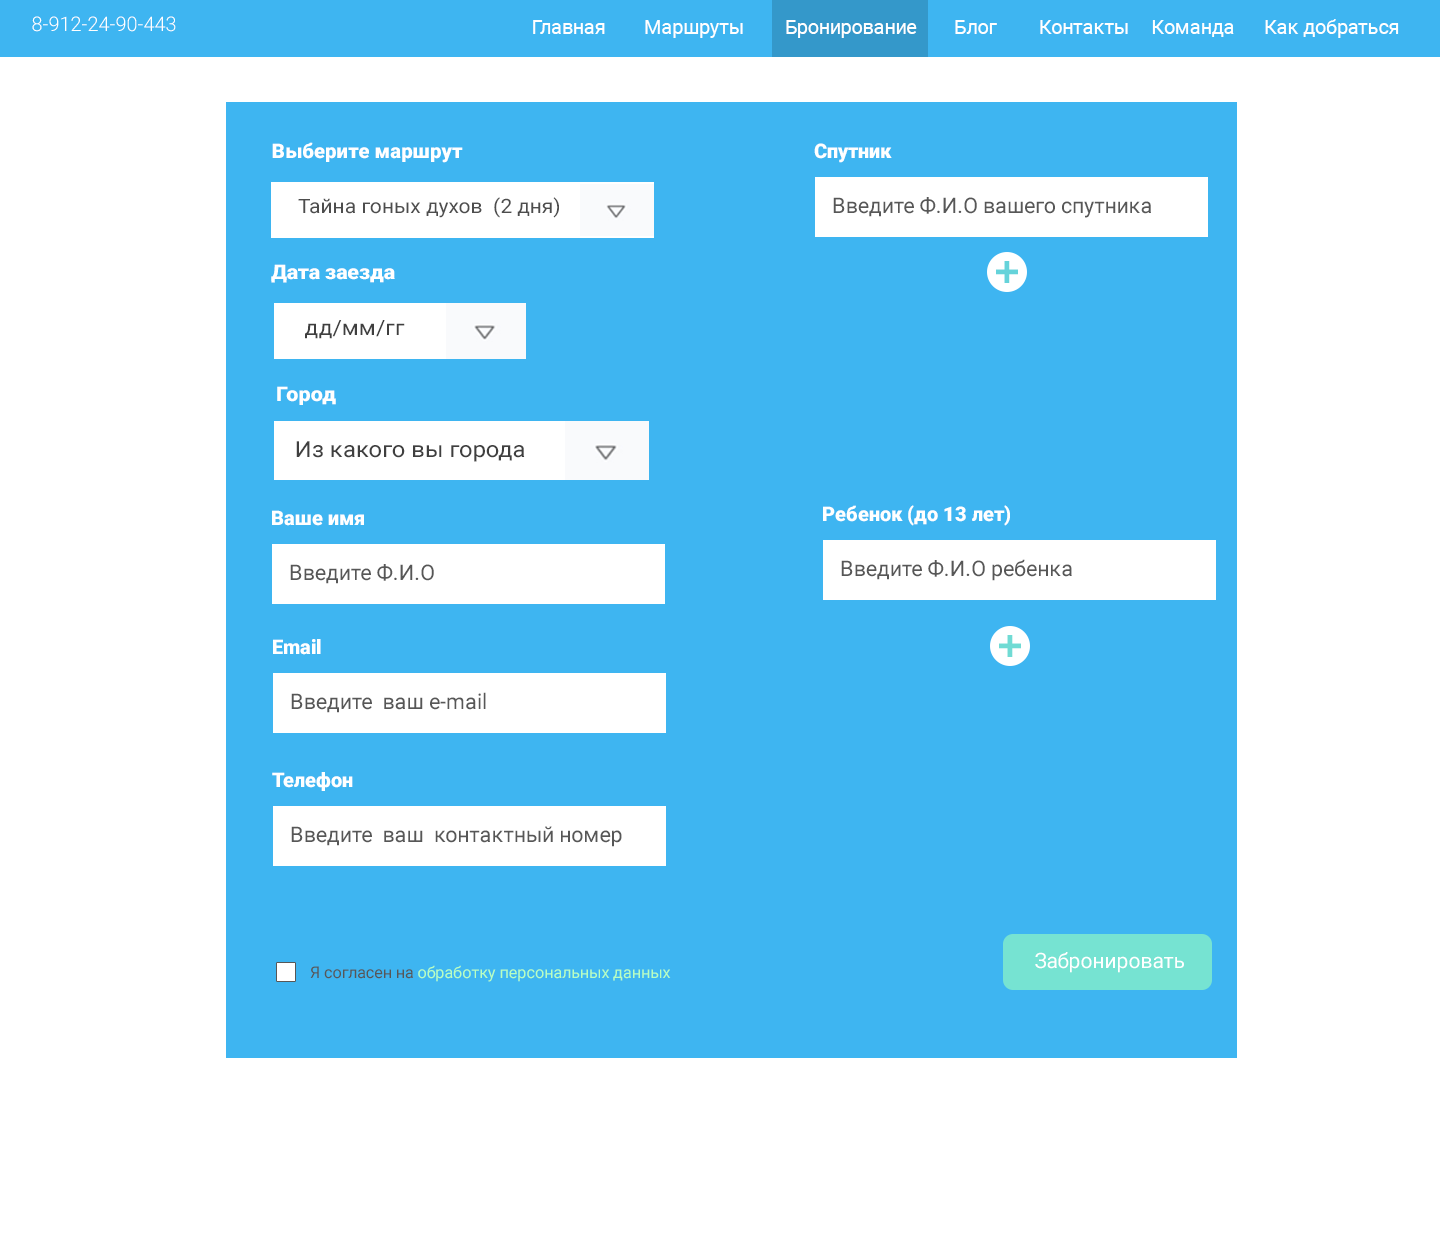 8-912-24-90-443
Главная Маршруты Бронирование Блог Контакты Команда Как добраться
Выберите маршрут
Тайна гоных духов (2 дня)
Дата заезда
дд/мм/гг
Город
Из какого вы города
Ваше имя
Введите Ф.И.О
Email
Введите ваш e-mail
Телефон
Введите ваш контактный номер
Я согласен на обработку персональных данных
Спутник
Введите Ф.И.О вашего спутника
Ребенок (до 13 лет)
Введите Ф.И.О ребенка
Забронировать